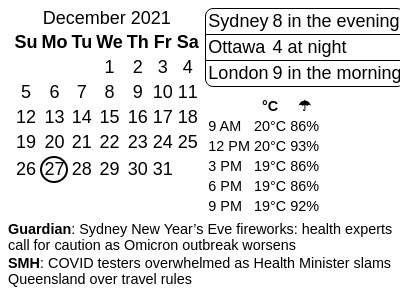 December 2021
Su Mo Tu We Th Fr Sa
1 2 3 4
5 6 7 8 9 10 11
12 13 14 15 16 17 18
19 20 21 22 23 24 25
26 27 28 29 30 31
Sydney 8 in the evening
Ottawa 4 at night
London 9 in the morning
°C ☂
9 AM 20°C 86%
12 PM 20°C 93%
3 PM 19°C 86%
6 PM 19°C 86%
9 PM 19°C 92%
Guardian: Sydney New Year’s Eve fireworks: health experts
call for caution as Omicron outbreak worsens
SMH: COVID testers overwhelmed as Health Minister slams
Queensland over travel rules